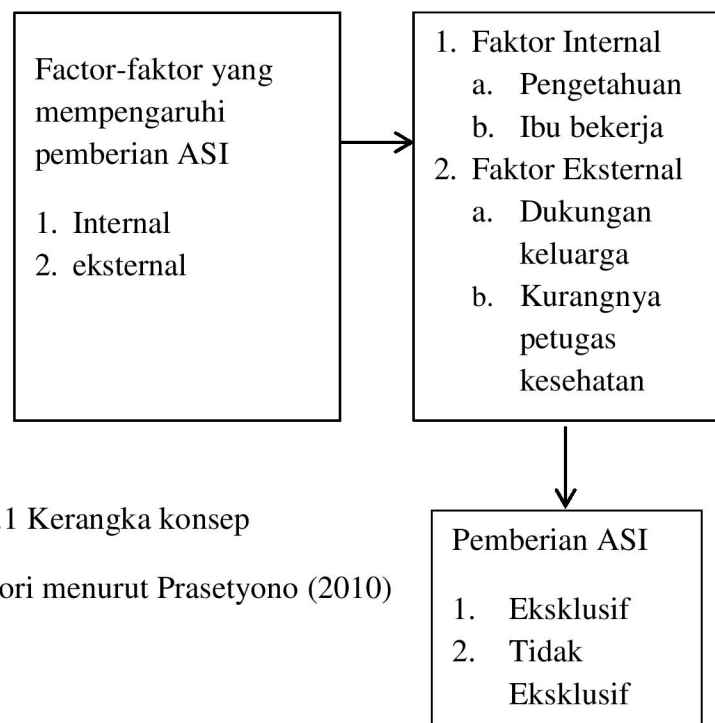 Factor-faktor yang
mempengaruhi
pemberian ASI
1. Internal
2. eksternal
1. Faktor Internal
a. Pengetahuan
b. Ibu bekerja
2. Faktor Eksternal
a. Dukungan
keluarga
b. Kurangnya
petugas
kesehatan
.1 Kerangka konsep
ori menurut Prasetyono (2010)
Pemberian ASI
1. Eksklusif
2. Tidak
Eksklusif